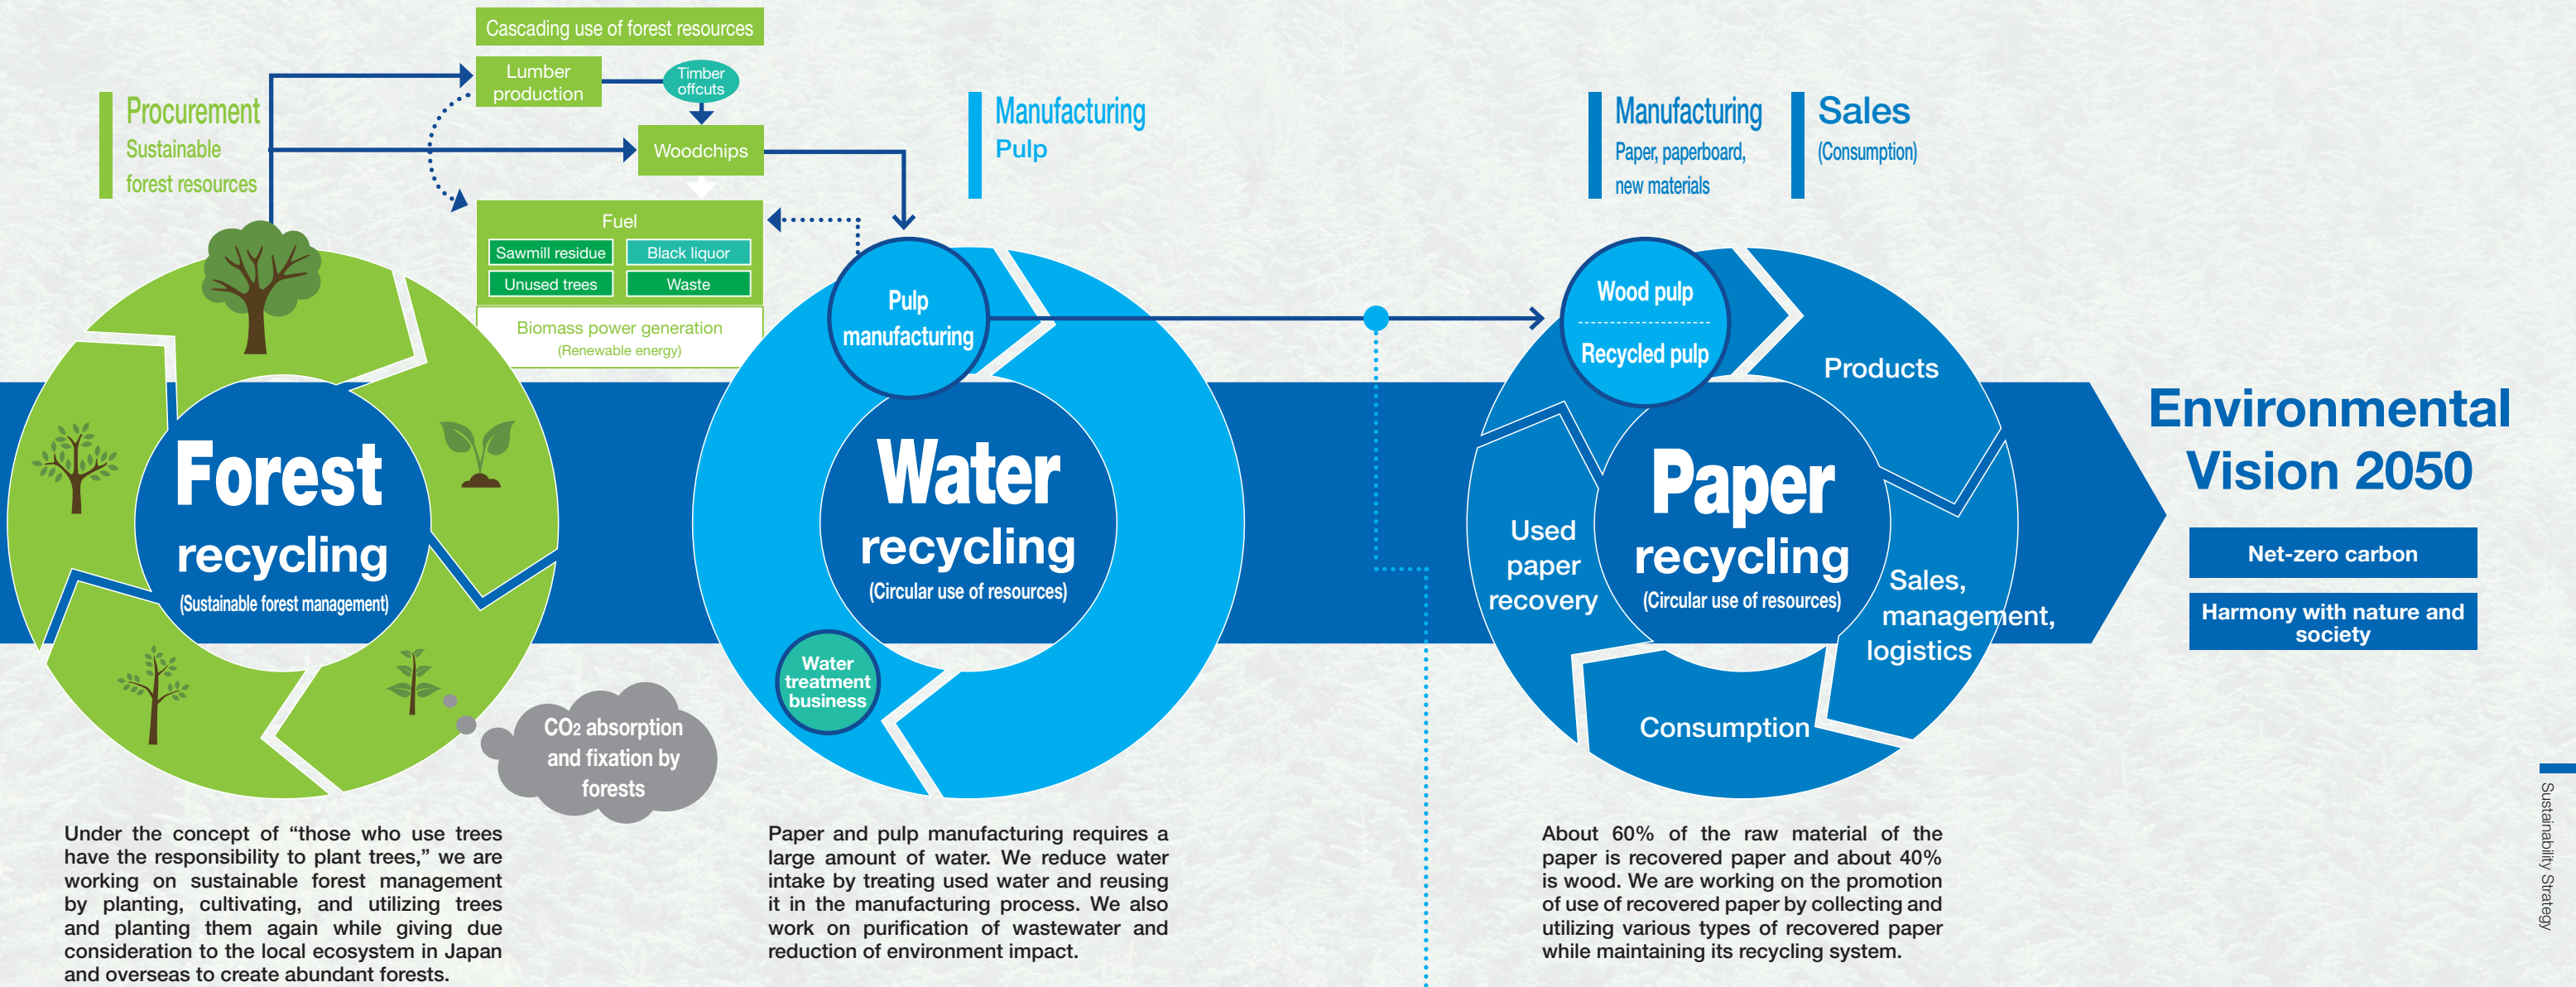 Cascading use of forest resources
Lumber
production
Timber
offcuts
Woodchips
Procurement
Sustainable
forest resources
Fuel
Sawmill residue
Black liquor
Unused trees
Waste
Biomass power generation
(Renewable energy)
Forest
recycling
(Sustainable forest management)
CO2 absorption
and fixation by
forests
Under the concept of “those who use trees
have the responsibility to plant trees,” we are
working on sustainable forest management
by planting, cultivating, and utilizing trees
and planting them again while giving due
consideration to the local ecosystem in Japan
and overseas to create abundant forests.
Manufacturing
Pulp
Pulp
manufacturing
Water
recycling
(Circular use of resources)
Water
treatment
business
Paper and pulp manufacturing requires a
large amount of water. We reduce water
intake by treating used water and reusing
it in the manufacturing process. We also
work on purification of wastewater and
reduction of environment impact.
Manufacturing
Paper, paperboard,
new materials
Sales
(Consumption)
Wood pulp
Recycled pulp
Products
Sales,
management,
logistics
Consumption
Used
paper
recovery
Paper
recycling
(Circular use of resources)
About 60% of the raw material of the
paper is recovered paper and about 40%
is wood. We are working on the promotion
of use of recovered paper by collecting and
utilizing various types of recovered paper
while maintaining its recycling system.
Environmental
Vision 2050
Net-zero carbon
Harmony with nature and
society
Sustainability Strategy